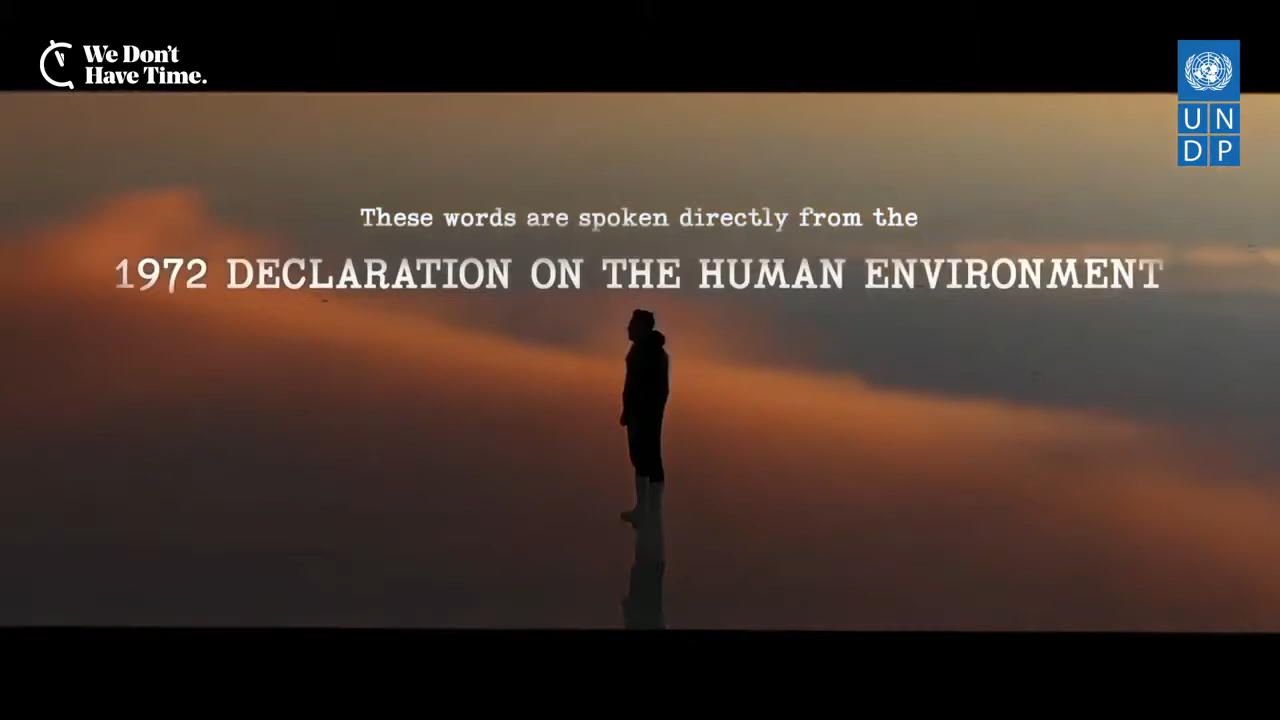 We Don't
Have Time.
U N
D P
These words are spoken directly from the
1972 DECLARATION ON THE HUMAN ENVIRONMENT